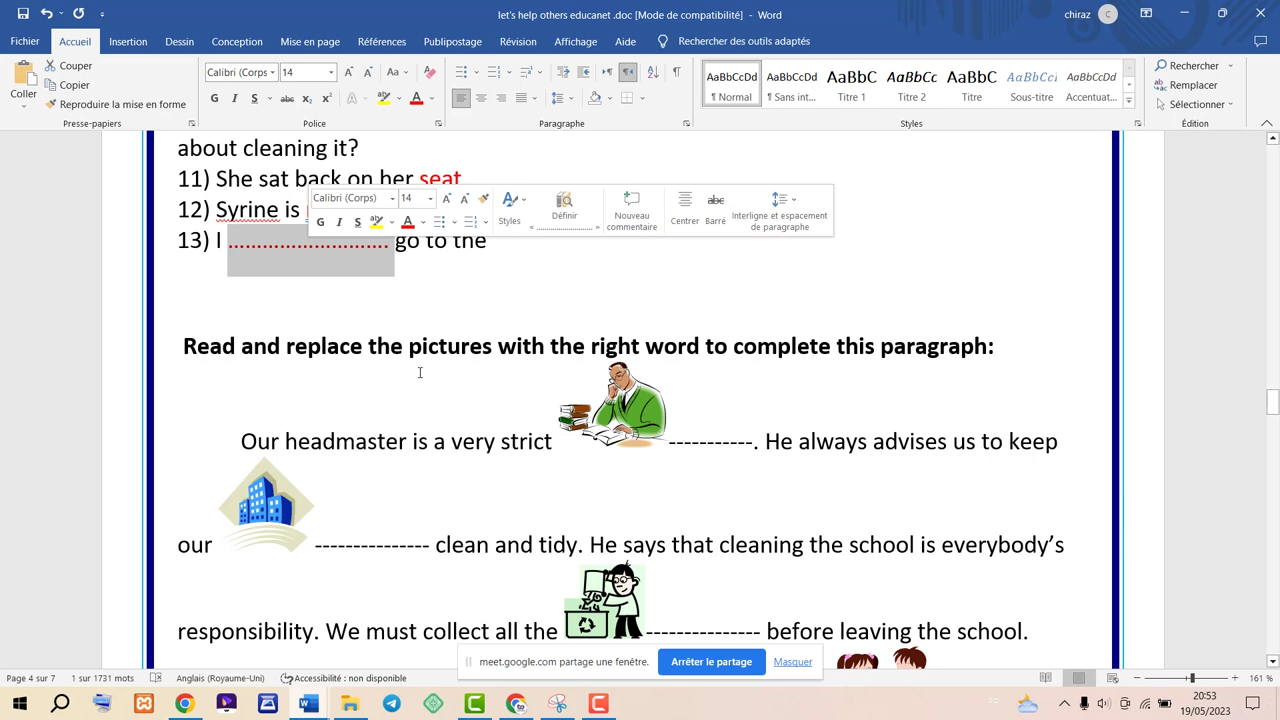 let's help others educanet .doc [Mode de compatibilité] - Word
chiraz C
Fichier Accueil Insertion Dessin Conception Mise en page Références Publipostage Révision Affichage Aide Rechercher des outils adaptés
Coller
Couper
Copier
Reproduire la mise en forme
Presse-papiers
Calibri (Corps 14
Police
Paragraphe
AaBbCcDd AaBbCcDd AaBbC AaBbCc AaBbC AaBbCcI AaBbCcDd
¶ Normal ¶ Sans int... Titre 1 Titre 2 Titre Sous-titre Accentuat...
Styles
Rechercher
Remplacer
Sélectionner
Édition
about cleaning it?
11) She sat back on her seat
12) Syrine is
13) I ........................... go to the
Calibri (Corps) 14
G I S
Styles
Définir
« ..................... »
Nouveau commentaire
Centrer
Barré
Interligne et espacement de paragraphe
Read and replace the pictures with the right word to complete this paragraph:
Our headmaster is a very strict -----------. He always advises us to keep
our --------------- clean and tidy. He says that cleaning the school is everybody's
responsibility. We must collect all the --------------- before leaving the school.
meet.google.com partage une fenêtre. Arrêter le partage Masquer
Page 4 sur 7 1 sur 1731 mots Anglais (Royaume-Uni) Accessibilité : non disponible 161 %
20:53
19/05/2023